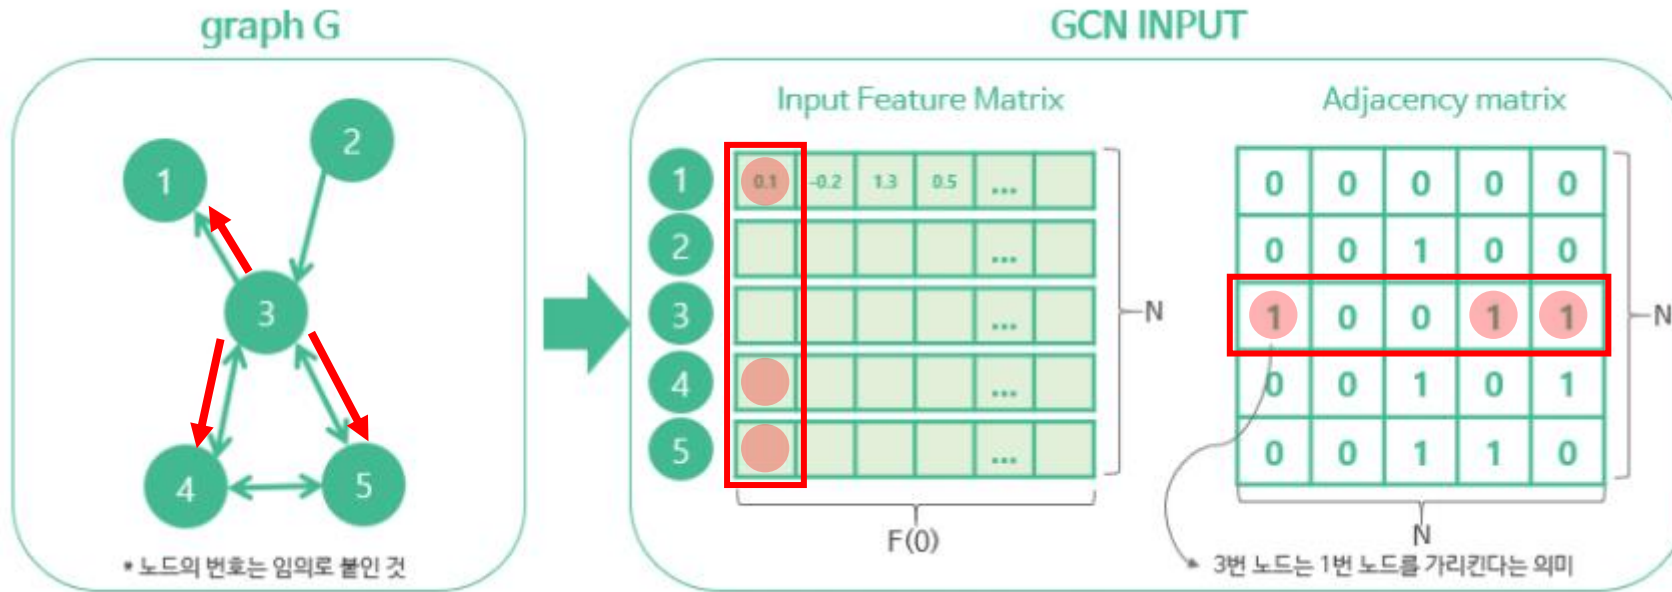 graph G
GCN INPUT
1
2
3
4
5
* 노드의 번호는 임의로 붙인 것
Input Feature Matrix
Adjacency matrix
1 0.1 -0.2 1.3 0.5 ...
2 ...
3 ...
4 ...
5 ...
N
F(0)
0 0 0 0 0
0 0 1 0 0
1 0 0 1 1
0 0 1 0 1
0 0 1 1 0
N
N
3번 노드는 1번 노드를 가리킨다는 의미